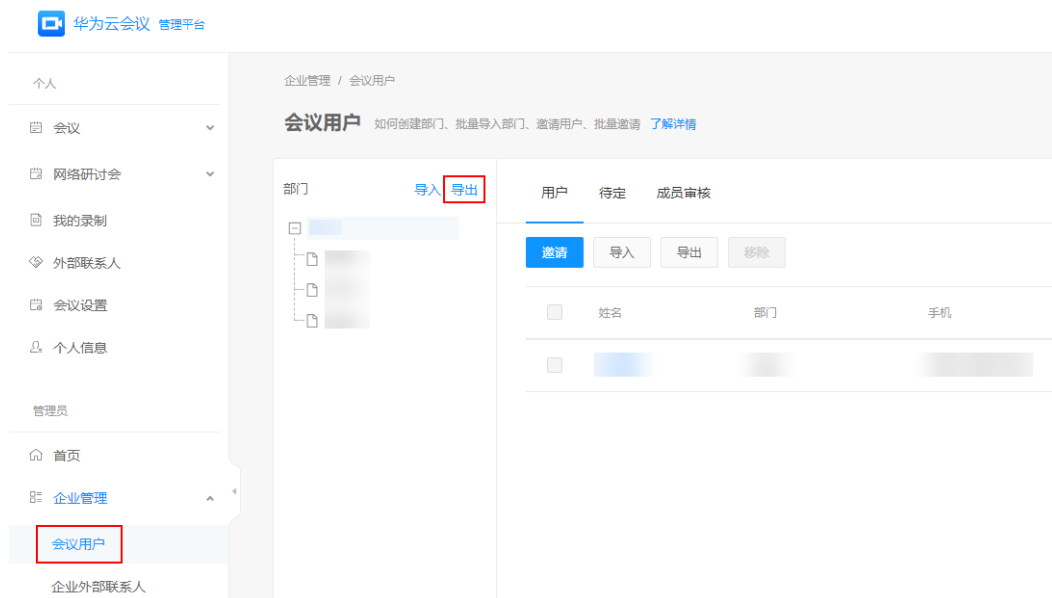 华为云会议 管理平台
个人
会议
网络研讨会
我的录制
外部联系人
会议设置
个人信息
管理员
首页
企业管理
会议用户
企业外部联系人
企业管理 / 会议用户
会议用户 如何创建部门、批量导入部门、邀请用户、批量邀请 了解详情
部门 导入 导出
用户 待定 成员审核
邀请 导入 导出 移除
姓名 部门 手机